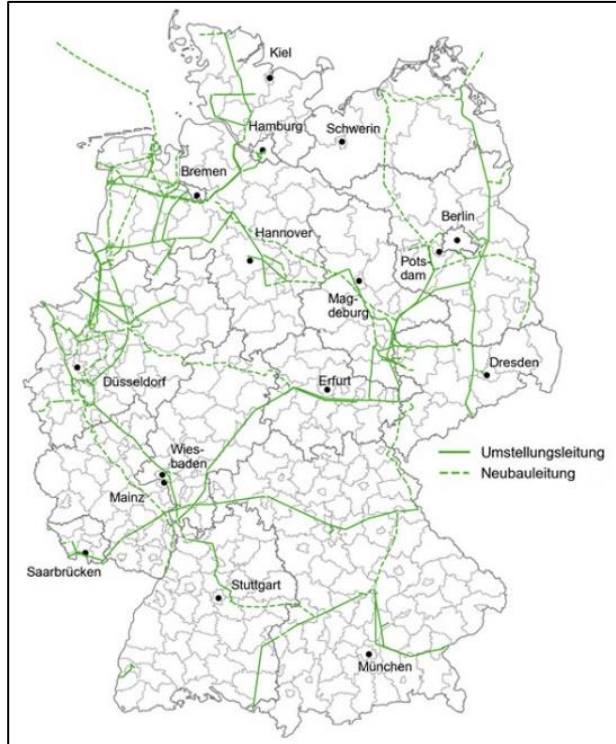 Kiel
Hamburg
Schwerin
Bremen
Hannover
Berlin
Pots-
dam
Mag-
deburg
Düsseldorf
Erfurt
Dresden
Wies-
baden
Mainz
Umstellungsleitung
Neubauleitung
Saarbrücken
Stuttgart
München